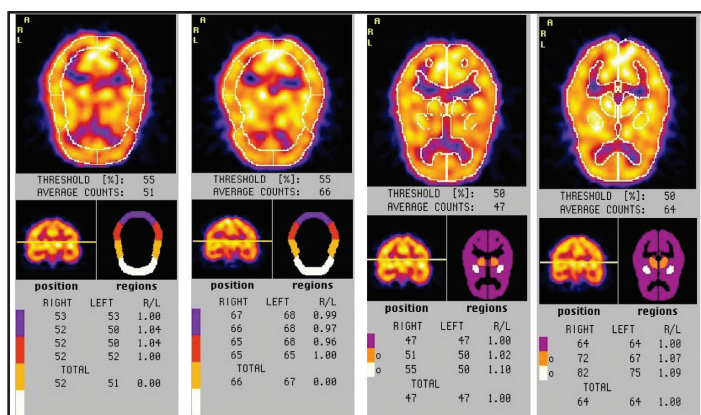 A
R
L
THRESHOLD [%]: 55
AVERAGE COUNTS: 51
position regions
RIGHT LEFT R/L
53 53 1.00
52 50 1.04
52 50 1.04
52 52 1.00
TOTAL
52 51 0.00
A
R
L
THRESHOLD [%]: 55
AVERAGE COUNTS: 66
position regions
RIGHT LEFT R/L
67 68 0.99
66 68 0.97
65 68 0.96
65 65 1.00
TOTAL
66 67 0.00
A
R
L
THRESHOLD [%]: 50
AVERAGE COUNTS: 47
position regions
RIGHT LEFT R/L
47 47 1.00
o 51 50 1.02
o 55 50 1.10
TOTAL
47 47 1.00
A
R
L
THRESHOLD [%]: 50
AVERAGE COUNTS: 64
position regions
RIGHT LEFT R/L
64 64 1.00
o 72 67 1.07
o 82 75 1.09
TOTAL
64 64 1.00